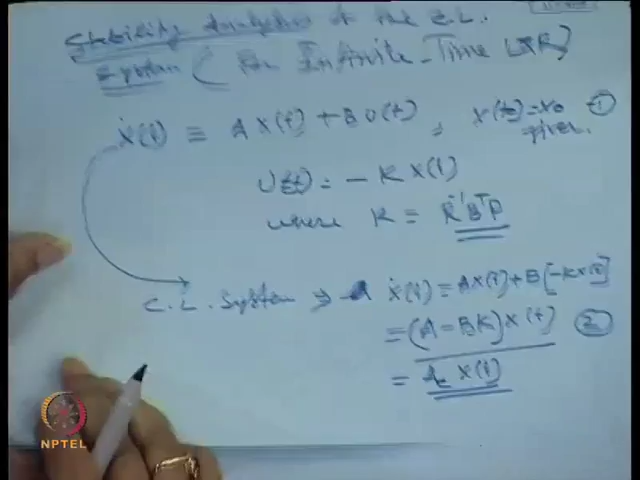 Stability Analysis of the C.L.
System ( For Infinite-Time LQR)
Ẋ(t) = A X(t) + B U(t) , X(t₀) = X₀ ①
given.
U(t) = - K X(t)
where K = R⁻¹BᵀP
C.L. System ⇒ Ẋ(t) = AX(t) + B[-KX(t)]
= (A - BK) X(t) ②
= A_c X(t)
NPTEL